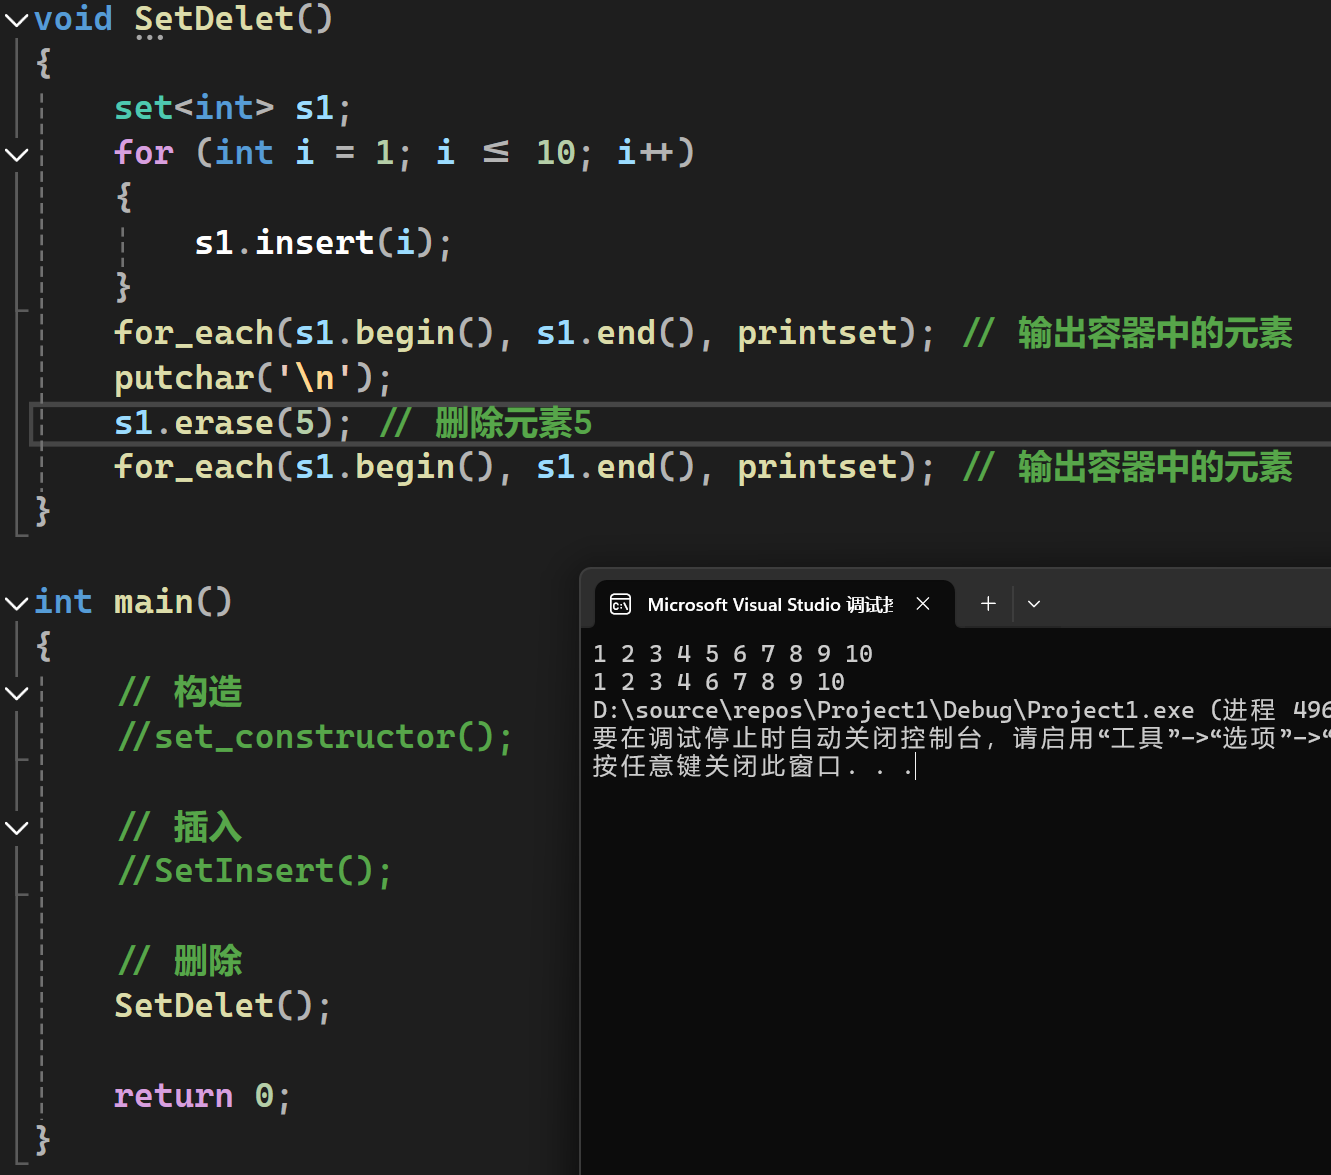 void SetDelet()
{
set<int> s1;
for (int i = 1; i <= 10; i++)
{
s1.insert(i);
}
for_each(s1.begin(), s1.end(), printset); // 输出容器中的元素
putchar('\n');
s1.erase(5); // 删除元素5
for_each(s1.begin(), s1.end(), printset); // 输出容器中的元素
}
int main()
{
// 构造
//set_constructor();
// 插入
//SetInsert();
// 删除
SetDelet();
return 0;
}
Microsoft Visual Studio 调试
1 2 3 4 5 6 7 8 9 10
1 2 3 4 6 7 8 9 10
D:\source\repos\Project1\Debug\Project1.exe (进程 496
要在调试停止时自动关闭控制台，请启用“工具”->“选项”->“
按任意键关闭此窗口. . .